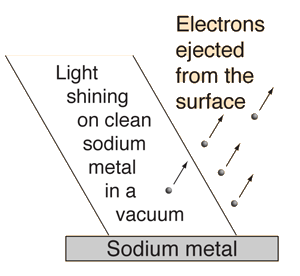 Electrons
ejected
from the
surface
Light
shining
on clean
sodium
metal
in a
vacuum
Sodium metal